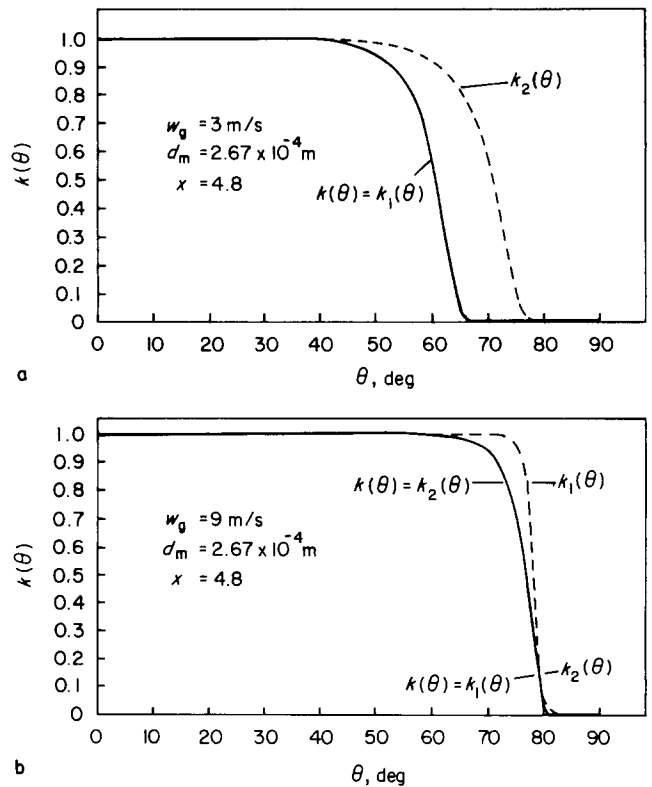 1.0
0.9
0.8
0.7
0.6
0.5
0.4
0.3
0.2
0.1
0
k(θ)
w_g = 3 m/s
d_m = 2.67 x 10^-4 m
x = 4.8
k_2(θ)
k(θ) = k_1(θ)
0 10 20 30 40 50 60 70 80 90
θ, deg
a
1.0
0.9
0.8
0.7
0.6
0.5
0.4
0.3
0.2
0.1
0
k(θ)
w_g = 9 m/s
d_m = 2.67 x 10^-4 m
x = 4.8
k(θ) = k_2(θ)
k_1(θ)
k(θ) = k_1(θ)
k_2(θ)
0 10 20 30 40 50 60 70 80 90
θ, deg
b